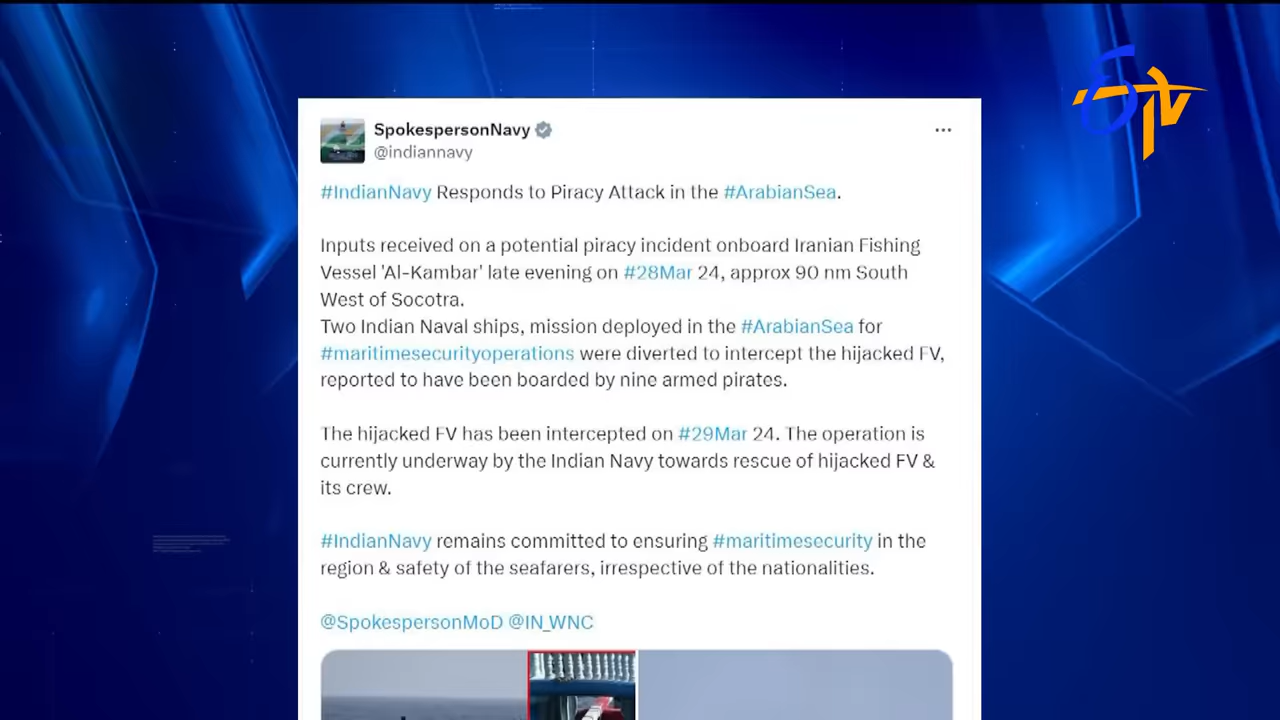 SpokespersonNavy
@indiannavy
#IndianNavy Responds to Piracy Attack in the #ArabianSea.
Inputs received on a potential piracy incident onboard Iranian Fishing
Vessel 'Al-Kambar' late evening on #28Mar 24, approx 90 nm South
West of Socotra.
Two Indian Naval ships, mission deployed in the #ArabianSea for
#maritimesecurityoperations were diverted to intercept the hijacked FV,
reported to have been boarded by nine armed pirates.
The hijacked FV has been intercepted on #29Mar 24. The operation is
currently underway by the Indian Navy towards rescue of hijacked FV &
its crew.
#IndianNavy remains committed to ensuring #maritimesecurity in the
region & safety of the seafarers, irrespective of the nationalities.
@SpokespersonMoD @IN_WNC